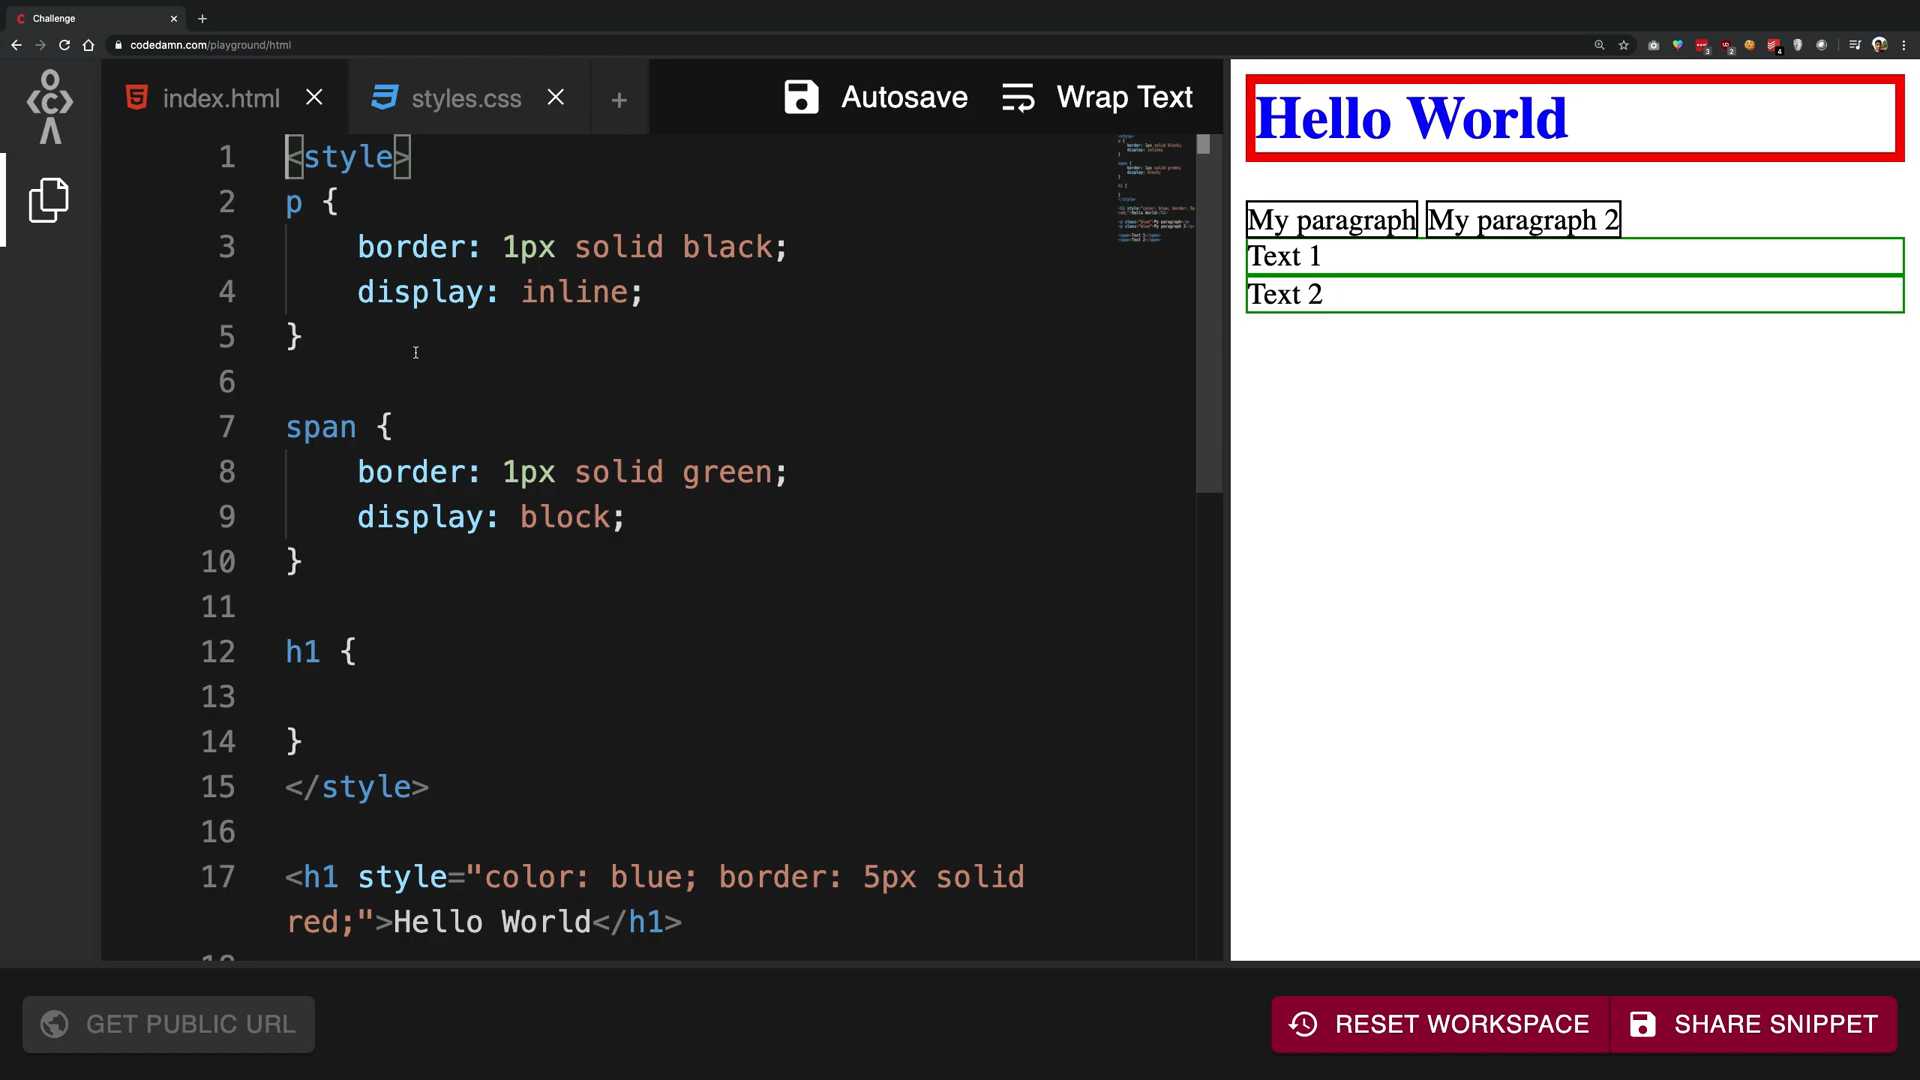 Challenge
codedamn.com/playground/html
index.html
styles.css
Autosave
Wrap Text
1 <style>
2 p {
3 border: 1px solid black;
4 display: inline;
5 }
6
7 span {
8 border: 1px solid green;
9 display: block;
10 }
11
12 h1 {
13
14 }
15 </style>
16
17 <h1 style="color: blue; border: 5px solid
red;">Hello World</h1>
Hello World
My paragraph My paragraph 2
Text 1
Text 2
GET PUBLIC URL
RESET WORKSPACE
SHARE SNIPPET